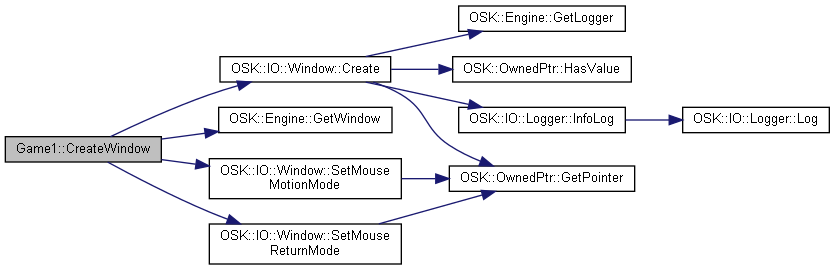 Game1::CreateWindow
OSK::IO::Window::Create
OSK::Engine::GetWindow
OSK::IO::Window::SetMouse
MotionMode
OSK::IO::Window::SetMouse
ReturnMode
OSK::Engine::GetLogger
OSK::OwnedPtr::HasValue
OSK::IO::Logger::InfoLog
OSK::OwnedPtr::GetPointer
OSK::IO::Logger::Log